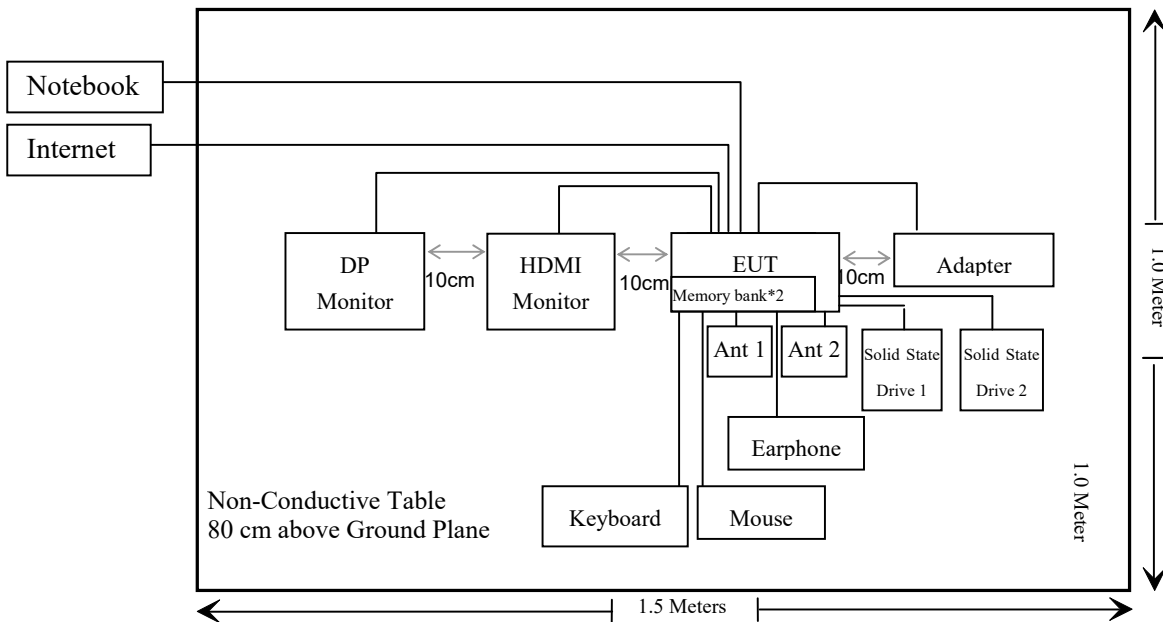 Notebook
Internet
DP
Monitor
10cm
HDMI
Monitor
10cm
EUT
Memory bank*2
10cm
Adapter
1.0 Meter
Ant 1
Ant 2
Solid State
Drive 1
Solid State
Drive 2
Earphone
Keyboard
Mouse
Non-Conductive Table
80 cm above Ground Plane
1.0 Meter
1.5 Meters